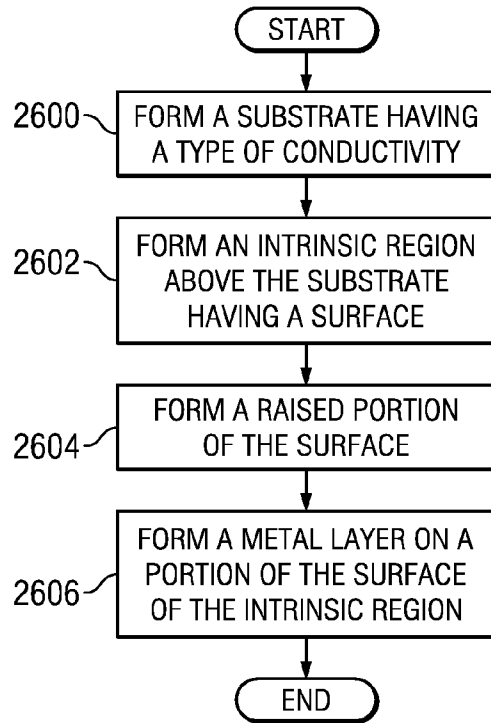 START
2600
FORM A SUBSTRATE HAVING
A TYPE OF CONDUCTIVITY
2602
FORM AN INTRINSIC REGION
ABOVE THE SUBSTRATE
HAVING A SURFACE
2604
FORM A RAISED PORTION
OF THE SURFACE
2606
FORM A METAL LAYER ON A
PORTION OF THE SURFACE
OF THE INTRINSIC REGION
END